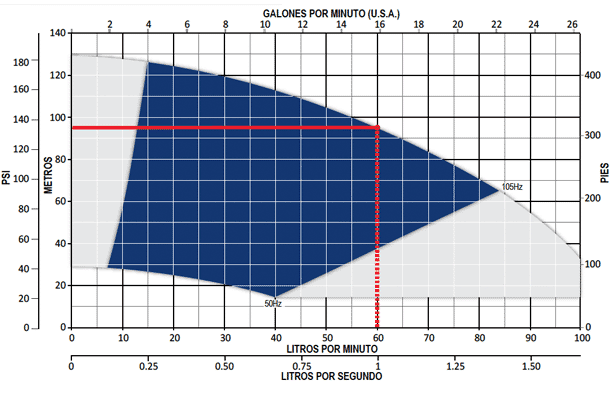 GALONES POR MINUTO (U.S.A.)
2 4 6 8 10 12 14 16 18 20 22 24 26
PSI
180
160
140
120
100
80
60
40
20
0
METROS
140
120
100
80
60
40
20
0
PIES
400
300
200
100
0
105Hz
50Hz
10 20 30 40 50 60 70 80 90 100
LITROS POR MINUTO
0 0.25 0.50 0.75 1 1.25 1.50
LITROS POR SEGUNDO